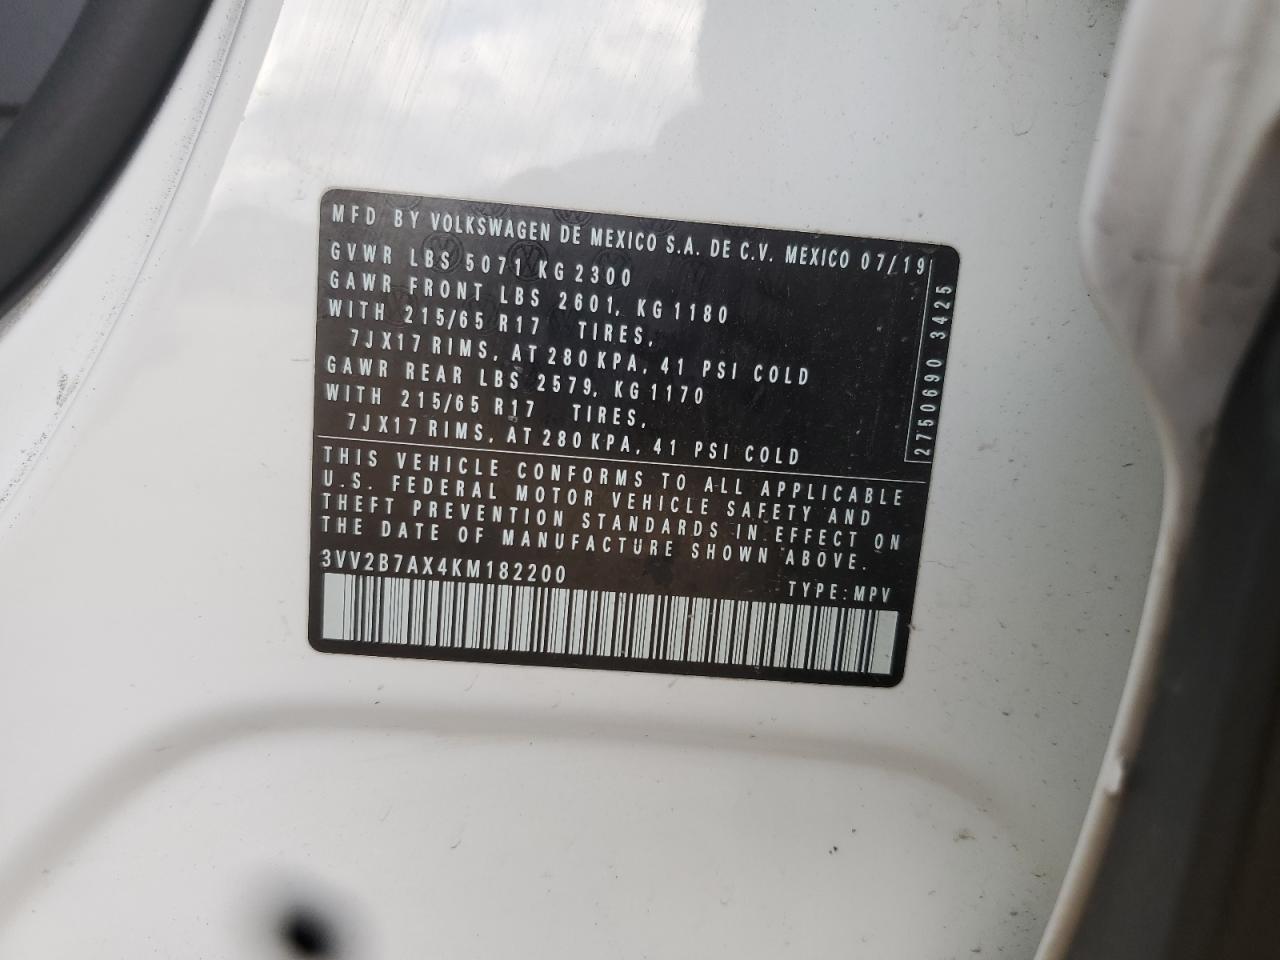 MFD BY VOLKSWAGEN DE MEXICO S.A. DE C.V. MEXICO 07/19
GVWR LBS 5071 KG 2300
GAWR FRONT LBS 2601, KG 1180
WITH 215/65 R17 TIRES,
7JX17 RIMS, AT 280 KPA, 41 PSI COLD
GAWR REAR LBS 2579, KG 1170
WITH 215/65 R17 TIRES,
7JX17 RIMS, AT 280 KPA, 41 PSI COLD
2750690 3425
THIS VEHICLE CONFORMS TO ALL APPLICABLE
U.S. FEDERAL MOTOR VEHICLE SAFETY AND
THEFT PREVENTION STANDARDS IN EFFECT ON
THE DATE OF MANUFACTURE SHOWN ABOVE.
3VV2B7AX4KM182200
TYPE: MPV